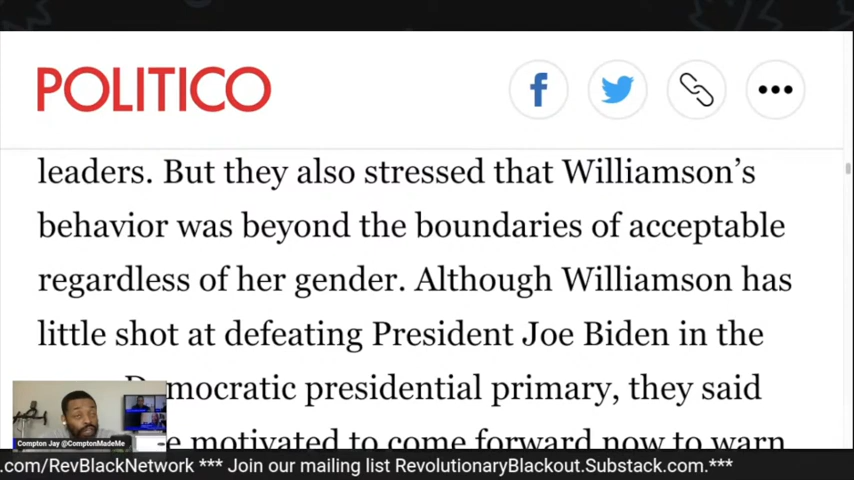 POLITICO
leaders. But they also stressed that Williamson’s
behavior was beyond the boundaries of acceptable
regardless of her gender. Although Williamson has
little shot at defeating President Joe Biden in the
Democratic presidential primary, they said
motivated to come forward now to warn
Compton Jay @ComptonMadeMe
.com/RevBlackNetwork *** Join our mailing list RevolutionaryBlackout.Substack.com.***